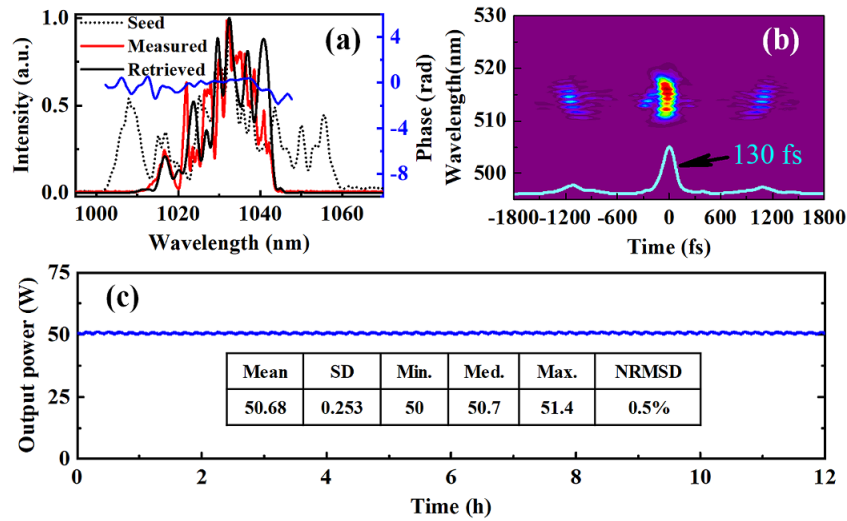 1.0
0.5
0.0
Intensity (a.u.)
Seed
Measured
Retrieved
(a)
4
0
-4
-8
Phase (rad)
1000 1020 1040 1060
Wavelength (nm)
530
520
510
500
Wavelength(nm)
(b)
130 fs
-1800 -1200 -600 0 600 1200 1800
Time (fs)
75
50
25
0
Output power (W)
(c)
Mean SD Min. Med. Max. NRMSD
50.68 0.253 50 50.7 51.4 0.5%
0 2 4 6 8 10 12
Time (h)